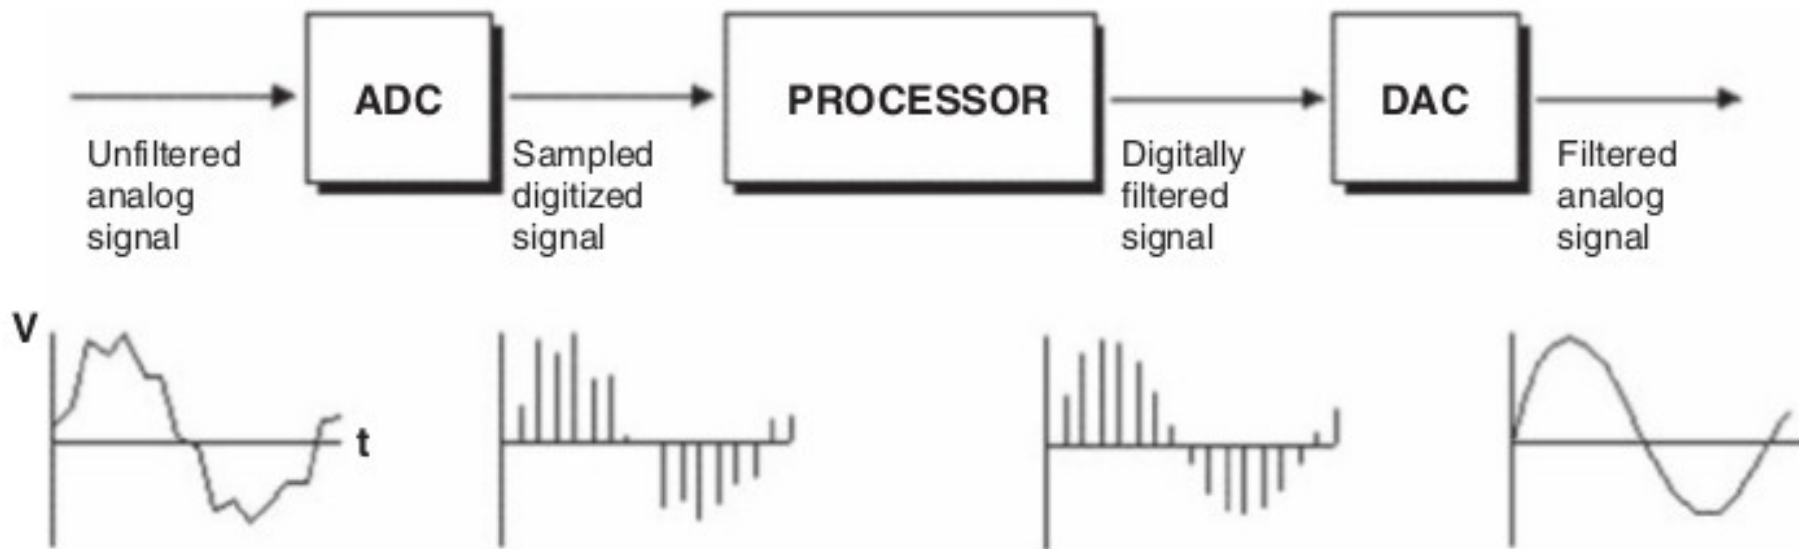 ADC
PROCESSOR
DAC
Unfiltered
analog
signal
Sampled
digitized
signal
Digitally
filtered
signal
Filtered
analog
signal
V
t